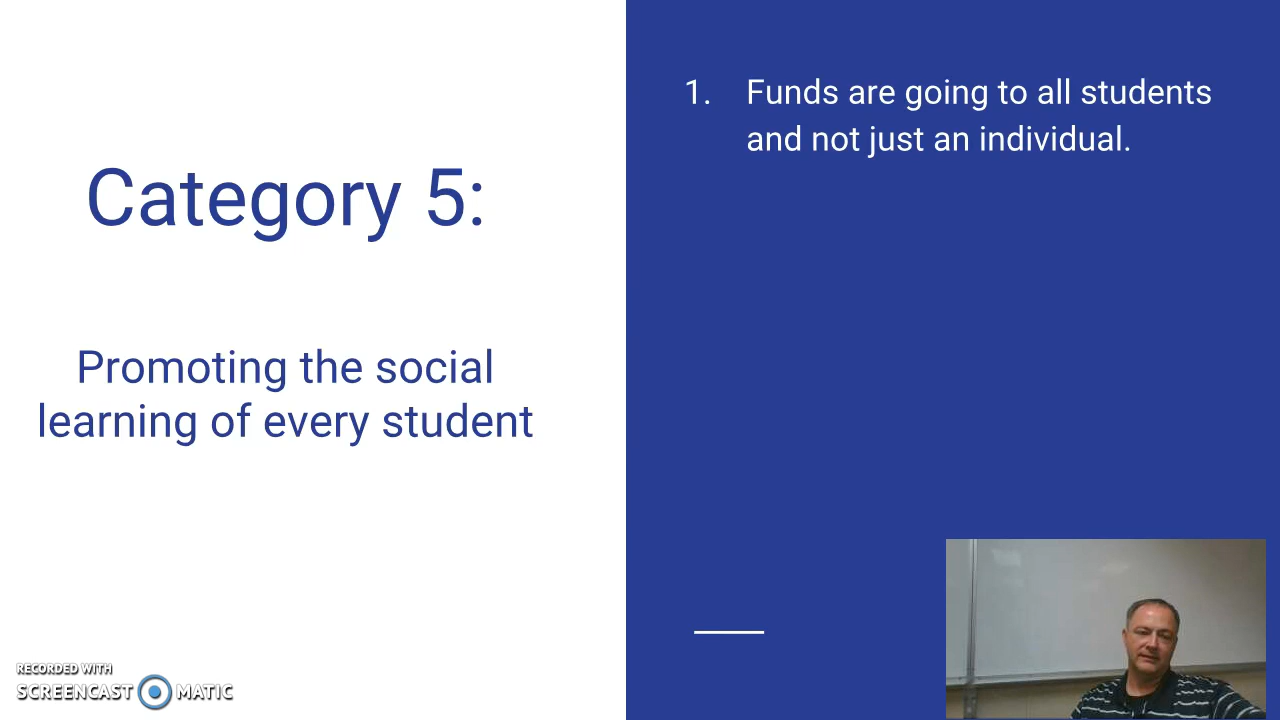 Category 5:
Promoting the social
learning of every student
1. Funds are going to all students
and not just an individual.
RECORDED WITH
SCREENCAST MATIC